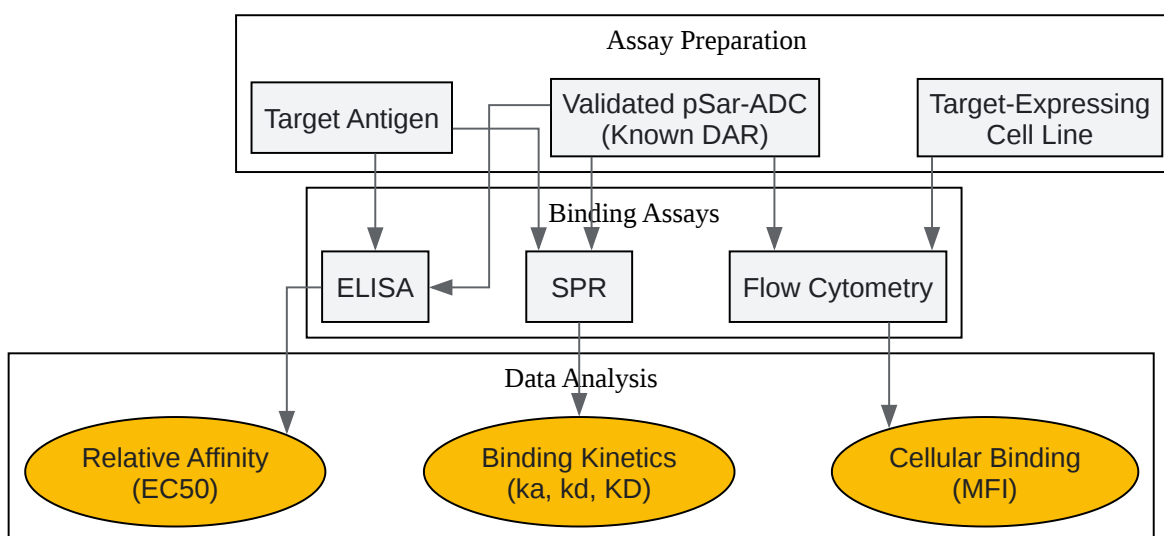 Assay Preparation
Target Antigen
Validated pSar-ADC
(Known DAR)
Target-Expressing
Cell Line
Binding Assays
ELISA
SPR
Flow Cytometry
Data Analysis
Relative Affinity
(EC50)
Binding Kinetics
(ka, kd, KD)
Cellular Binding
(MFI)